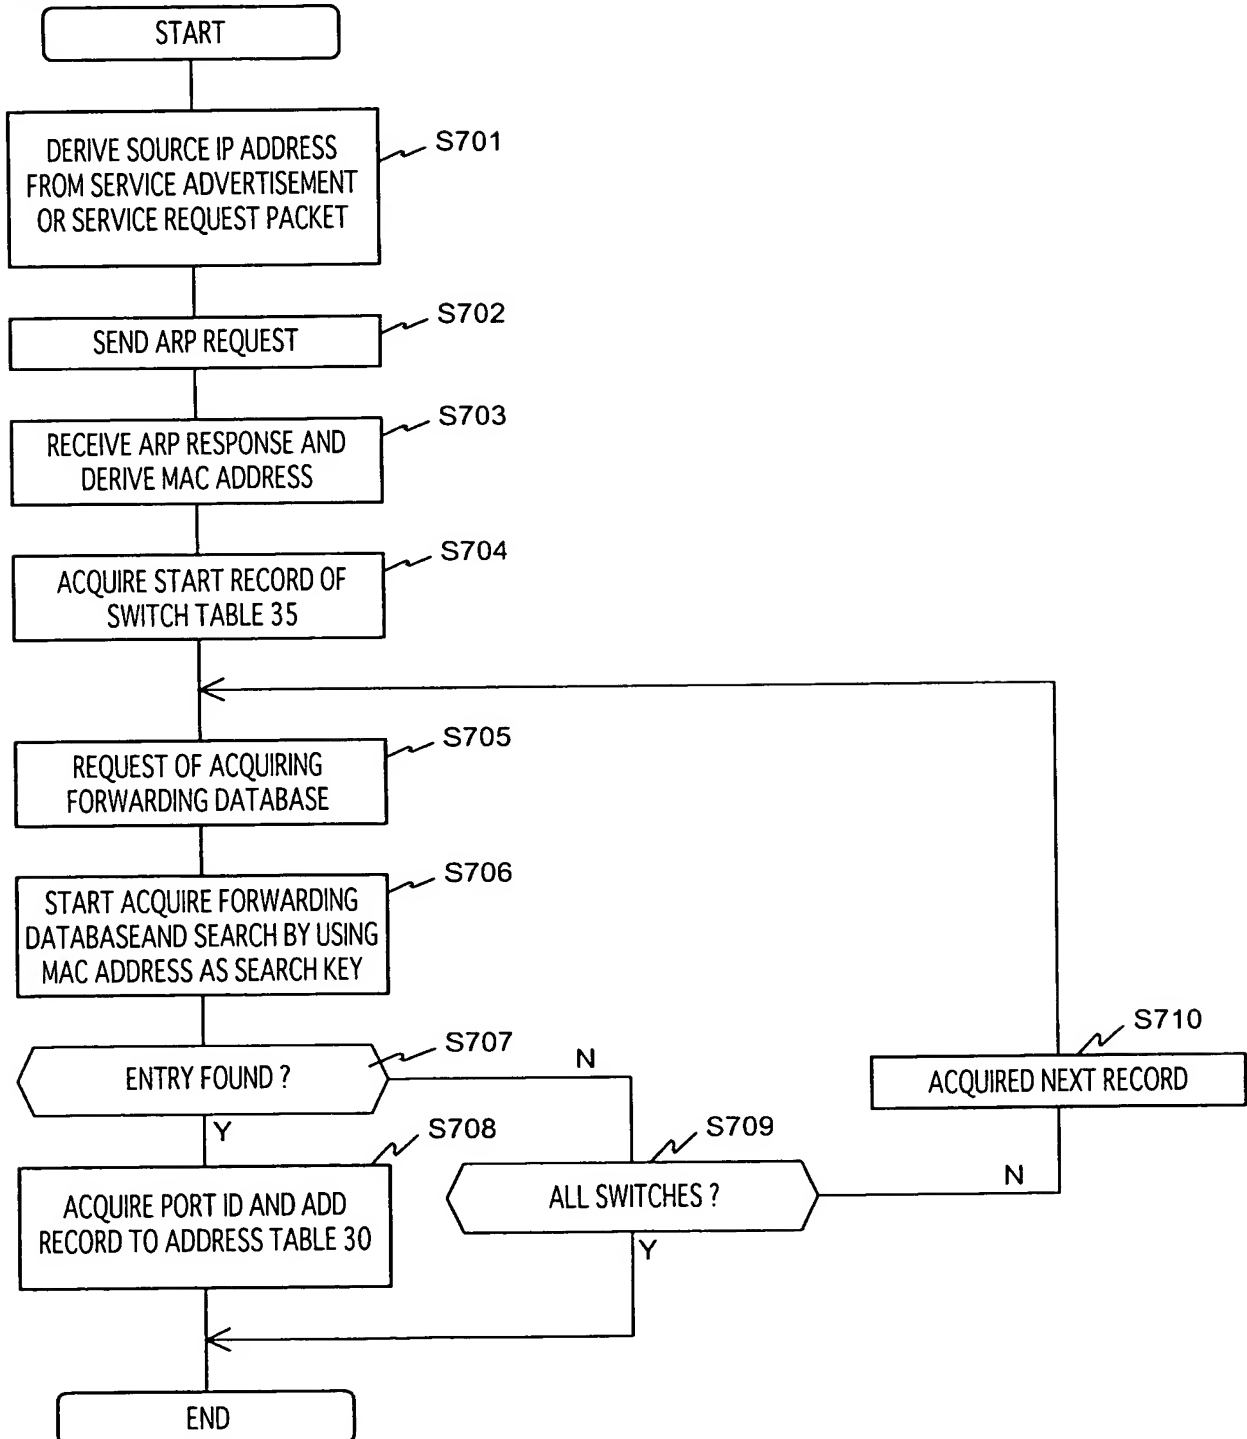 START
DERIVE SOURCE IP ADDRESS
FROM SERVICE ADVERTISEMENT
OR SERVICE REQUEST PACKET
S701
SEND ARP REQUEST
S702
RECEIVE ARP RESPONSE AND
DERIVE MAC ADDRESS
S703
ACQUIRE START RECORD OF
SWITCH TABLE 35
S704
REQUEST OF ACQUIRING
FORWARDING DATABASE
S705
START ACQUIRE FORWARDING
DATABASEAND SEARCH BY USING
MAC ADDRESS AS SEARCH KEY
S706
ENTRY FOUND ?
S707
N
Y
ACQUIRE PORT ID AND ADD
RECORD TO ADDRESS TABLE 30
S708
ALL SWITCHES ?
S709
N
Y
ACQUIRED NEXT RECORD
S710
END